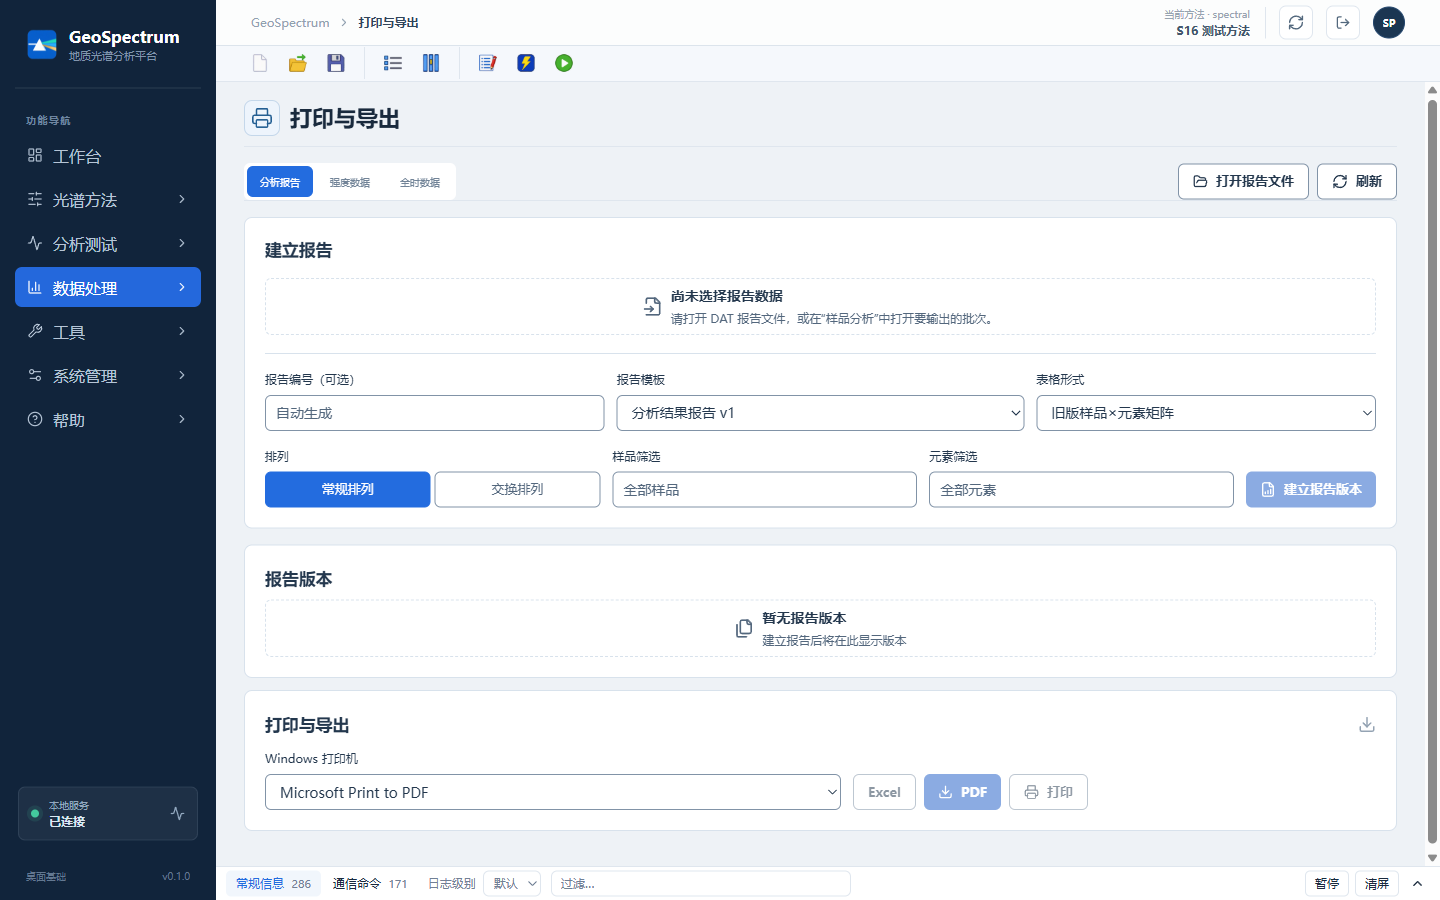 GeoSpectrum
地质光谱分析平台
功能导航
工作台
光谱方法
分析测试
数据处理
工具
系统管理
帮助
本地服务
已连接
桌面基础
v0.1.0
GeoSpectrum > 打印与导出
当前方法 · spectral
S16 测试方法
SP
打印与导出
分析报告
强度数据
全时数据
打开报告文件
刷新
建立报告
尚未选择报告数据
请打开 DAT 报告文件，或在“样品分析”中打开要输出的批次。
报告编号（可选）
报告模板
表格形式
自动生成
分析结果报告 v1
旧版样品×元素矩阵
排列
样品筛选
元素筛选
常规排列
交换排列
全部样品
全部元素
建立报告版本
报告版本
暂无报告版本
建立报告后将在此显示版本
打印与导出
Windows 打印机
Microsoft Print to PDF
Excel
PDF
打印
常规信息 286
通信命令 171
日志级别
默认
过滤...
暂停
清屏